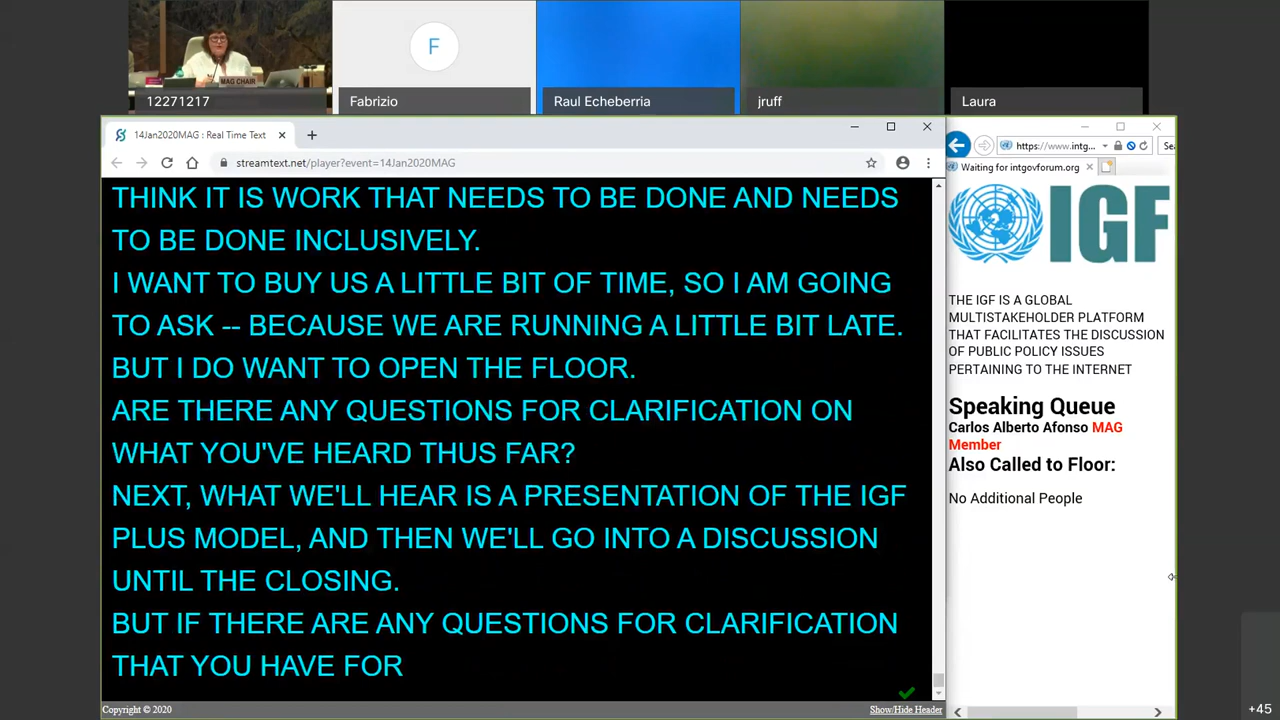 MAG CHAIR
12271217
F
Fabrizio
Raul Echeberria
jruff
Laura
14Jan2020MAG : Real Time Text
streamtext.net/player?event=14Jan2020MAG
THINK IT IS WORK THAT NEEDS TO BE DONE AND NEEDS
TO BE DONE INCLUSIVELY.
I WANT TO BUY US A LITTLE BIT OF TIME, SO I AM GOING
TO ASK -- BECAUSE WE ARE RUNNING A LITTLE BIT LATE.
BUT I DO WANT TO OPEN THE FLOOR.
ARE THERE ANY QUESTIONS FOR CLARIFICATION ON
WHAT YOU'VE HEARD THUS FAR?
NEXT, WHAT WE'LL HEAR IS A PRESENTATION OF THE IGF
PLUS MODEL, AND THEN WE'LL GO INTO A DISCUSSION
UNTIL THE CLOSING.
BUT IF THERE ARE ANY QUESTIONS FOR CLARIFICATION
THAT YOU HAVE FOR
Copyright © 2020
Show/Hide Header
https://www.intg...
Sea
Waiting for intgovforum.org
IGF
THE IGF IS A GLOBAL
MULTISTAKEHOLDER PLATFORM
THAT FACILITATES THE DISCUSSION
OF PUBLIC POLICY ISSUES
PERTAINING TO THE INTERNET
Speaking Queue
Carlos Alberto Afonso MAG
Member
Also Called to Floor:
No Additional People
+45